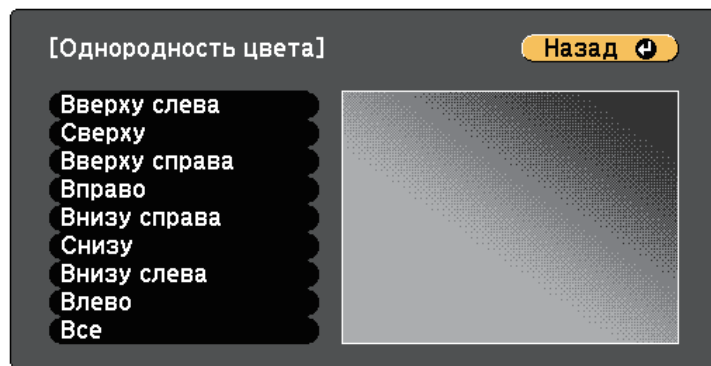 [Однородность цвета]
Назад
Вверху слева
Сверху
Вверху справа
Вправо
Внизу справа
Снизу
Внизу слева
Влево
Все